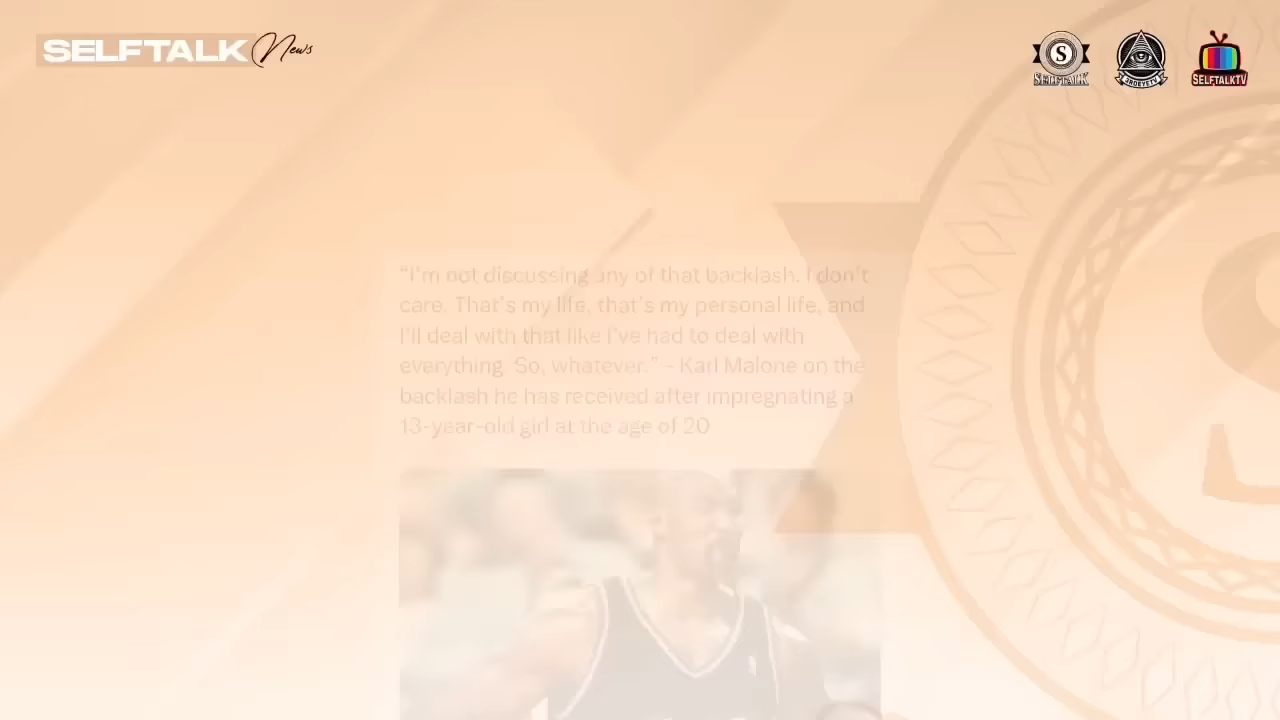 SELFTALK News
S
SELFTALK
3RDEYETV
SELFTALKTV
“I’m not discussing any of that backlash. I don’t
care. That’s my life, that’s my personal life, and
I’ll deal with that like I’ve had to deal with
everything. So, whatever.” – Karl Malone on the
backlash he has received after impregnating a
13-year-old girl at the age of 20